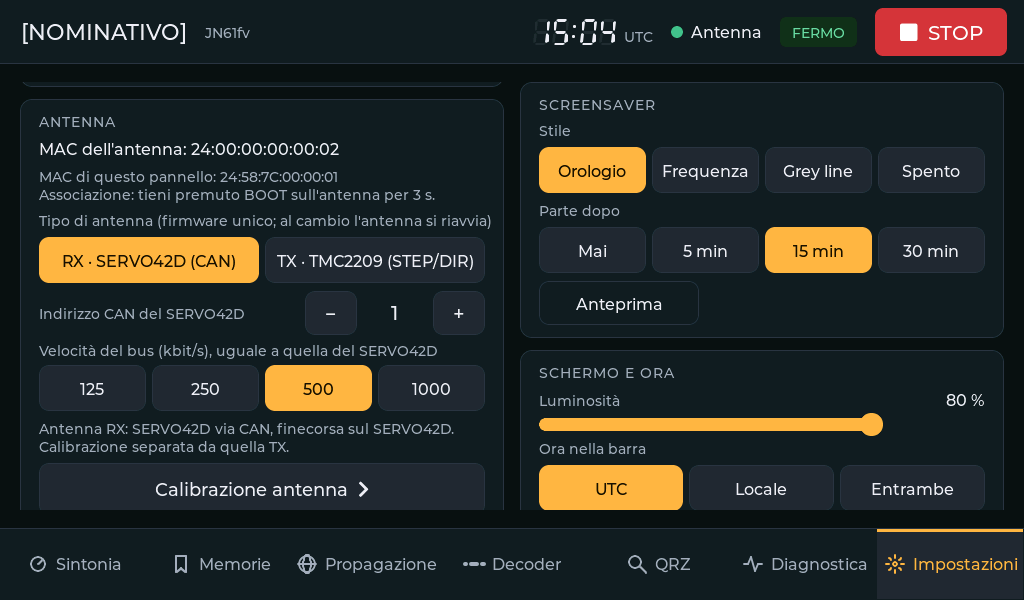 [NOMINATIVO] JN61fv 15:04 UTC Antenna FERMO STOP
ANTENNA
MAC dell'antenna: 24:00:00:00:00:02
MAC di questo pannello: 24:58:7C:00:00:01
Associazione: tieni premuto BOOT sull'antenna per 3 s.
Tipo di antenna (firmware unico; al cambio l'antenna si riavvia)
RX · SERVO42D (CAN) TX · TMC2209 (STEP/DIR)
Indirizzo CAN del SERVO42D − 1 +
Velocità del bus (kbit/s), uguale a quella del SERVO42D
125 250 500 1000
Antenna RX: SERVO42D via CAN, finecorsa sul SERVO42D.
Calibrazione separata da quella TX.
Calibrazione antenna >
SCREENSAVER
Stile
Orologio Frequenza Grey line Spento
Parte dopo
Mai 5 min 15 min 30 min
Anteprima
SCHERMO E ORA
Luminosità 80 %
Ora nella barra
UTC Locale Entrambe
Sintonia Memorie Propagazione Decoder QRZ Diagnostica Impostazioni